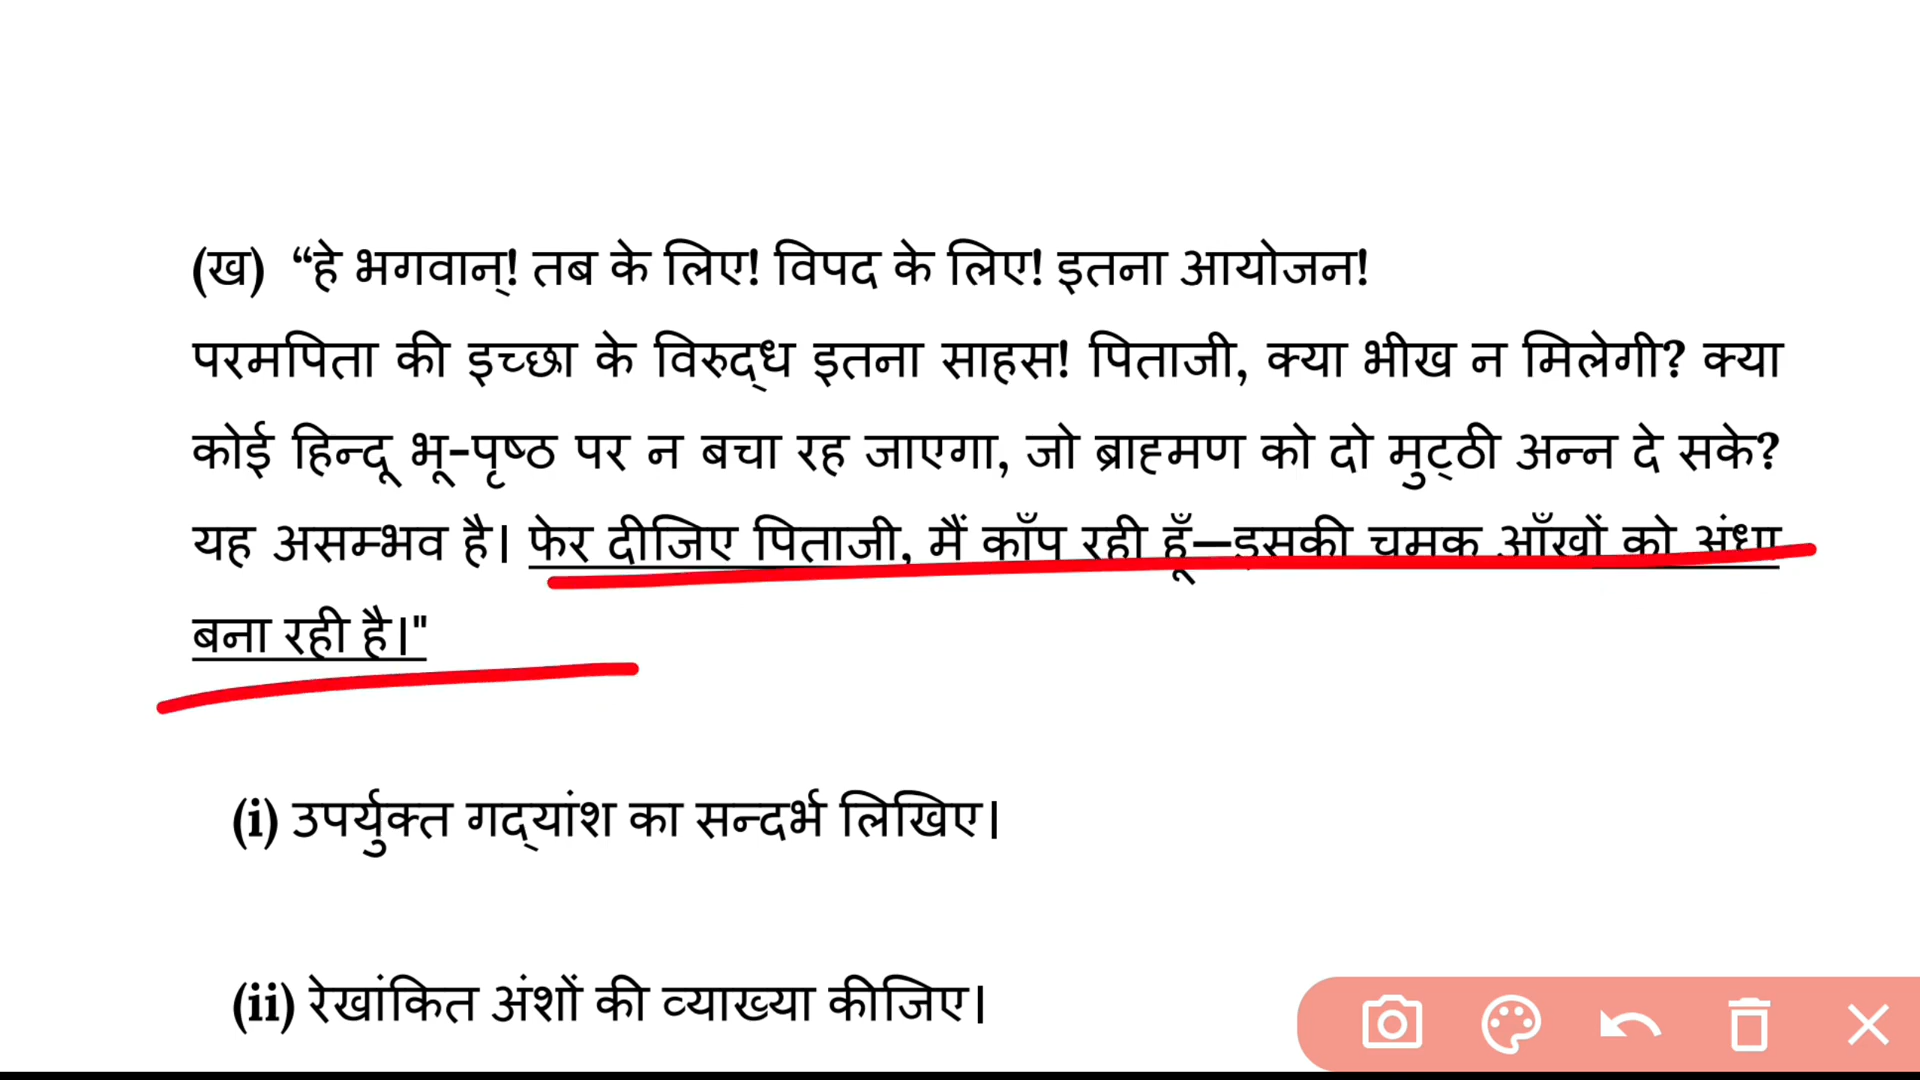 (ख) “हे भगवान्! तब के लिए! विपद के लिए! इतना आयोजन!
परमपिता की इच्छा के विरुद्ध इतना साहस! पिताजी, क्या भीख न मिलेगी? क्या
कोई हिन्दू भू-पृष्ठ पर न बचा रह जाएगा, जो ब्राह्मण को दो मुट्ठी अन्न दे सके?
यह असम्भव है। फेर दीजिए पिताजी, मैं काँप रही हूँ—इसकी चमक आँखों को अंधा
बना रही है।"
(i) उपर्युक्त गद्यांश का सन्दर्भ लिखिए।
(ii) रेखांकित अंशों की व्याख्या कीजिए।